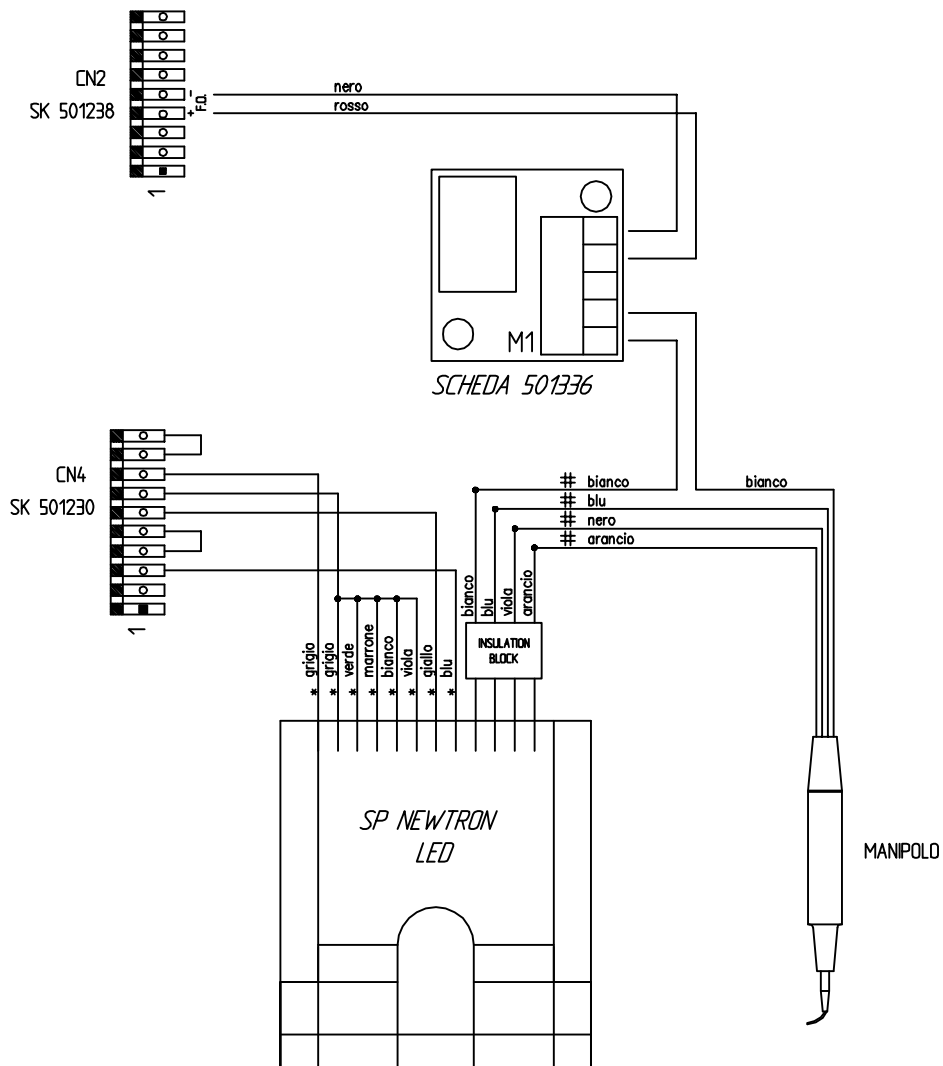 CN2
SK 501238
-
+
F.O.
1
nero
rosso
M1
SCHEDA 501336
CN4
SK 501230
1
# bianco
bianco
# blu
# nero
# arancio
bianco
blu
viola
arancio
INSULATION
BLOCK
* grigio
* grigio
* verde
* marrone
* bianco
* viola
* giallo
* blu
SP NEWTRON
LED
MANIPOLO